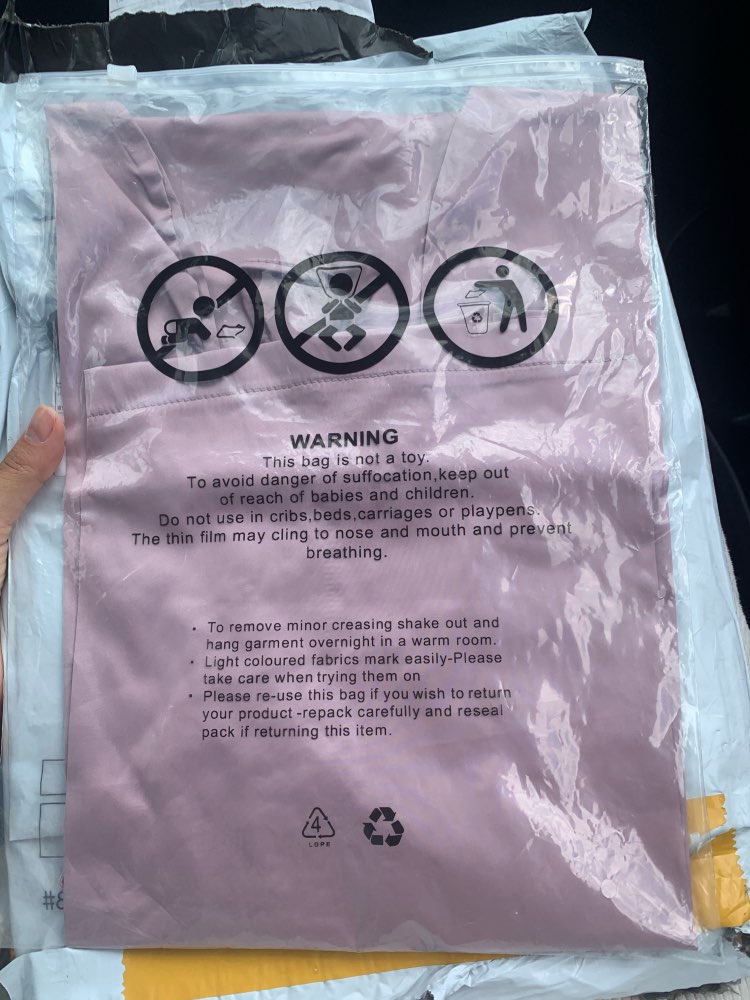 WARNING
This bag is not a toy.
To avoid danger of suffocation,keep out
of reach of babies and children.
Do not use in cribs,beds,carriages or playpens.
The thin film may cling to nose and mouth and prevent
breathing.
· To remove minor creasing shake out and
hang garment overnight in a warm room.
· Light coloured fabrics mark easily-Please
take care when trying them on
· Please re-use this bag if you wish to return
your product -repack carefully and reseal
pack if returning this item.
4
LDPE